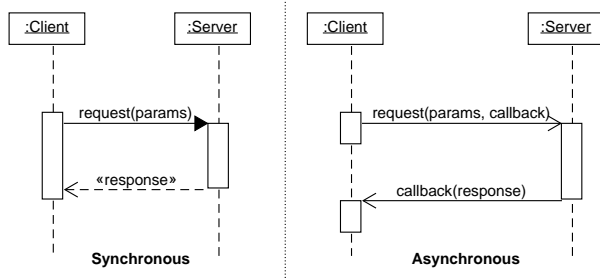 :Client
:Server
request(params)
«response»
Synchronous
:Client
:Server
request(params, callback)
callback(response)
Asynchronous